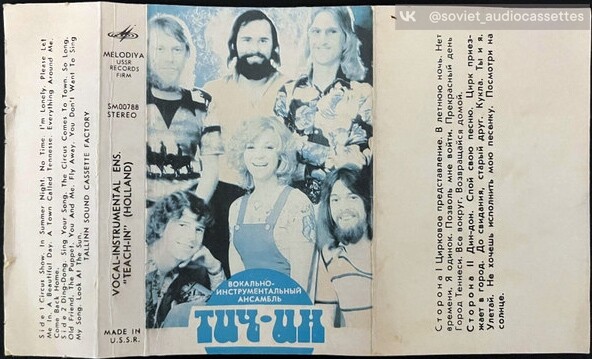 Side 1 Circus Show. In Summer Night. No Time. I'm Lonely. Please Let
Me In. A Beautiful Day. A Town Called Tennesse. Everything Around Me.
Come Back Home.
Side 2 Ding-Dong. Sing Your Song. The Circus Comes To Town. So Long,
Old Friend. The Puppet. You And Me. Fly Away. You Don't Want To Sing
My Song. Look At The Sun.
TALLINN SOUND CASSETTE FACTORY
MELODIYA
USSR
RECORDS
FIRM
SM00788
STEREO
VOCAL-INSTRUMENTAL ENS.
"TEACH-IN" (HOLLAND)
MADE IN
U.S.S.R.
ВОКАЛЬНО-
ИНСТРУМЕНТАЛЬНЫЙ
АНСАМБЛЬ
ТИЧ-ИН
@soviet_audiocassettes
Сторона I Цирковое представление. В летнюю ночь. Нет
времени. Я одинок. Позволь мне войти. Прекрасный день
Город Теннеси. Все вокруг. Возвращайся домой.
Сторона II Дин-дон. Спой свою песню. Цирк приез-
жает в город. До свидания, старый друг. Кукла. Ты и я.
Улетай. Не хочешь исполнить мою песенку. Посмотри на
солнце.